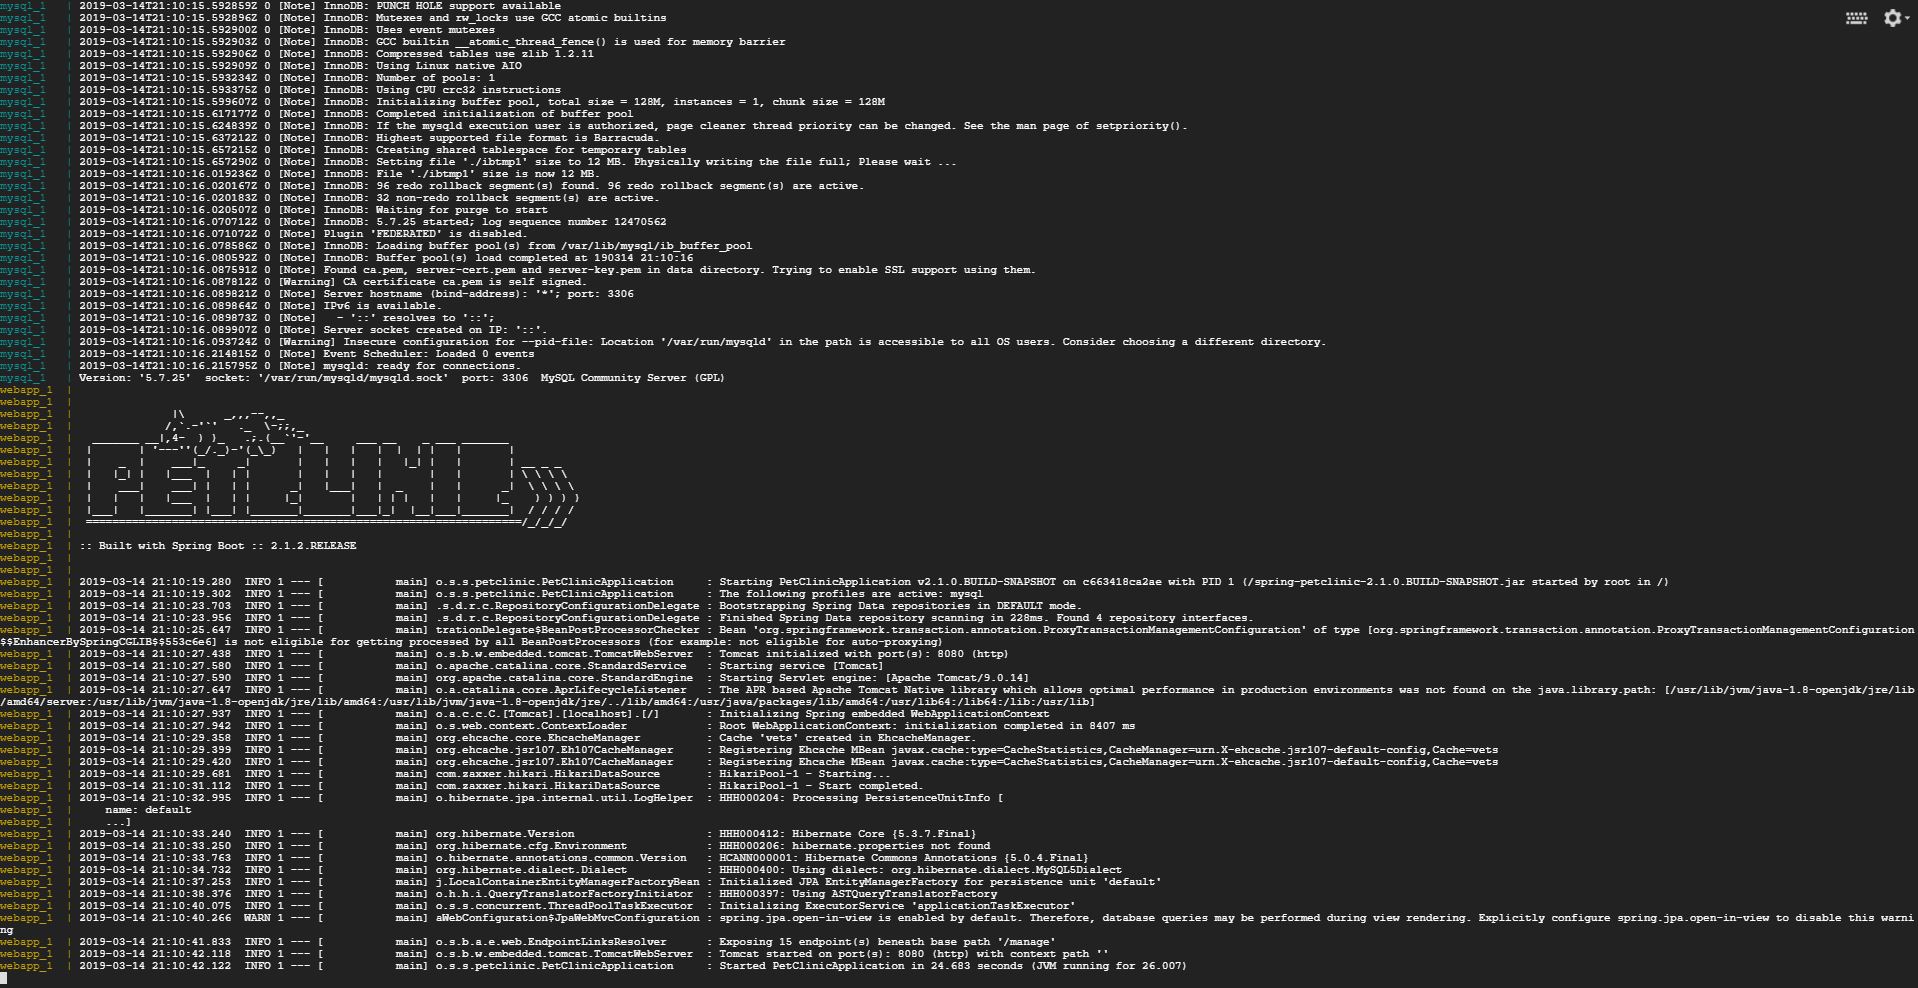 mysql_1   | 2019-03-14T21:10:15.592859Z 0 [Note] InnoDB: PUNCH HOLE support available
mysql_1   | 2019-03-14T21:10:15.592896Z 0 [Note] InnoDB: Mutexes and rw_locks use GCC atomic builtins
mysql_1   | 2019-03-14T21:10:15.592900Z 0 [Note] InnoDB: Uses event mutexes
mysql_1   | 2019-03-14T21:10:15.592903Z 0 [Note] InnoDB: GCC builtin __atomic_thread_fence() is used for memory barrier
mysql_1   | 2019-03-14T21:10:15.592906Z 0 [Note] InnoDB: Compressed tables use zlib 1.2.11
mysql_1   | 2019-03-14T21:10:15.592909Z 0 [Note] InnoDB: Using Linux native AIO
mysql_1   | 2019-03-14T21:10:15.593234Z 0 [Note] InnoDB: Number of pools: 1
mysql_1   | 2019-03-14T21:10:15.593375Z 0 [Note] InnoDB: Using CPU crc32 instructions
mysql_1   | 2019-03-14T21:10:15.599607Z 0 [Note] InnoDB: Initializing buffer pool, total size = 128M, instances = 1, chunk size = 128M
mysql_1   | 2019-03-14T21:10:15.617177Z 0 [Note] InnoDB: Completed initialization of buffer pool
mysql_1   | 2019-03-14T21:10:15.624839Z 0 [Note] InnoDB: If the mysqld execution user is authorized, page cleaner thread priority can be changed. See the man page of setpriority().
mysql_1   | 2019-03-14T21:10:15.637212Z 0 [Note] InnoDB: Highest supported file format is Barracuda.
mysql_1   | 2019-03-14T21:10:15.657215Z 0 [Note] InnoDB: Creating shared tablespace for temporary tables
mysql_1   | 2019-03-14T21:10:15.657290Z 0 [Note] InnoDB: Setting file './ibtmp1' size to 12 MB. Physically writing the file full; Please wait ...
mysql_1   | 2019-03-14T21:10:16.019236Z 0 [Note] InnoDB: File './ibtmp1' size is now 12 MB.
mysql_1   | 2019-03-14T21:10:16.020167Z 0 [Note] InnoDB: 96 redo rollback segment(s) found. 96 redo rollback segment(s) are active.
mysql_1   | 2019-03-14T21:10:16.020183Z 0 [Note] InnoDB: 32 non-redo rollback segment(s) are active.
mysql_1   | 2019-03-14T21:10:16.020507Z 0 [Note] InnoDB: Waiting for purge to start
mysql_1   | 2019-03-14T21:10:16.070712Z 0 [Note] InnoDB: 5.7.25 started; log sequence number 12470562
mysql_1   | 2019-03-14T21:10:16.071072Z 0 [Note] Plugin 'FEDERATED' is disabled.
mysql_1   | 2019-03-14T21:10:16.078586Z 0 [Note] InnoDB: Loading buffer pool(s) from /var/lib/mysql/ib_buffer_pool
mysql_1   | 2019-03-14T21:10:16.080592Z 0 [Note] InnoDB: Buffer pool(s) load completed at 190314 21:10:16
mysql_1   | 2019-03-14T21:10:16.087591Z 0 [Note] Found ca.pem, server-cert.pem and server-key.pem in data directory. Trying to enable SSL support using them.
mysql_1   | 2019-03-14T21:10:16.087812Z 0 [Warning] CA certificate ca.pem is self signed.
mysql_1   | 2019-03-14T21:10:16.089821Z 0 [Note] Server hostname (bind-address): '*'; port: 3306
mysql_1   | 2019-03-14T21:10:16.089864Z 0 [Note] IPv6 is available.
mysql_1   | 2019-03-14T21:10:16.089873Z 0 [Note]   - '::' resolves to '::';
mysql_1   | 2019-03-14T21:10:16.089907Z 0 [Note] Server socket created on IP: '::'.
mysql_1   | 2019-03-14T21:10:16.093724Z 0 [Warning] Insecure configuration for --pid-file: Location '/var/run/mysqld' in the path is accessible to all OS users. Consider choosing a different directory.
mysql_1   | 2019-03-14T21:10:16.214815Z 0 [Note] Event Scheduler: Loaded 0 events
mysql_1   | 2019-03-14T21:10:16.215795Z 0 [Note] mysqld: ready for connections.
mysql_1   | Version: '5.7.25'  socket: '/var/run/mysqld/mysqld.sock'  port: 3306  MySQL Community Server (GPL)
webapp_1  |
webapp_1  |
webapp_1  |
webapp_1  |
webapp_1  |
webapp_1  |
webapp_1  |
webapp_1  |
webapp_1  |
webapp_1  |
webapp_1  |
webapp_1  |
webapp_1  |
webapp_1  | :: Built with Spring Boot :: 2.1.2.RELEASE
webapp_1  |
webapp_1  |
webapp_1  | 2019-03-14 21:10:19.280  INFO 1 --- [           main] o.s.s.petclinic.PetClinicApplication     : Starting PetClinicApplication v2.1.0.BUILD-SNAPSHOT on c663418ca2ae with PID 1 (/spring-petclinic-2.1.0.BUILD-SNAPSHOT.jar started by root in /)
webapp_1  | 2019-03-14 21:10:19.302  INFO 1 --- [           main] o.s.s.petclinic.PetClinicApplication     : The following profiles are active: mysql
webapp_1  | 2019-03-14 21:10:23.703  INFO 1 --- [           main] .s.d.r.c.RepositoryConfigurationDelegate : Bootstrapping Spring Data repositories in DEFAULT mode.
webapp_1  | 2019-03-14 21:10:23.956  INFO 1 --- [           main] .s.d.r.c.RepositoryConfigurationDelegate : Finished Spring Data repository scanning in 228ms. Found 4 repository interfaces.
webapp_1  | 2019-03-14 21:10:25.647  INFO 1 --- [           main] trationDelegate$BeanPostProcessorChecker : Bean 'org.springframework.transaction.annotation.ProxyTransactionManagementConfiguration' of type [org.springframework.transaction.annotation.ProxyTransactionManagementConfiguration
$$EnhancerBySpringCGLIB$$553c6e6] is not eligible for getting processed by all BeanPostProcessors (for example: not eligible for auto-proxying)
webapp_1  | 2019-03-14 21:10:27.438  INFO 1 --- [           main] o.s.b.w.embedded.tomcat.TomcatWebServer  : Tomcat initialized with port(s): 8080 (http)
webapp_1  | 2019-03-14 21:10:27.580  INFO 1 --- [           main] o.apache.catalina.core.StandardService   : Starting service [Tomcat]
webapp_1  | 2019-03-14 21:10:27.590  INFO 1 --- [           main] org.apache.catalina.core.StandardEngine  : Starting Servlet engine: [Apache Tomcat/9.0.14]
webapp_1  | 2019-03-14 21:10:27.647  INFO 1 --- [           main] o.a.catalina.core.AprLifecycleListener   : The APR based Apache Tomcat Native library which allows optimal performance in production environments was not found on the java.library.path: [/usr/lib/jvm/java-1.8-openjdk/jre/lib
/amd64/server:/usr/lib/jvm/java-1.8-openjdk/jre/lib/amd64:/usr/lib/jvm/java-1.8-openjdk/jre/../lib/amd64:/usr/java/packages/lib/amd64:/usr/lib64:/lib64:/lib:/usr/lib]
webapp_1  | 2019-03-14 21:10:27.937  INFO 1 --- [           main] o.a.c.c.C.[Tomcat].[localhost].[/]       : Initializing Spring embedded WebApplicationContext
webapp_1  | 2019-03-14 21:10:27.942  INFO 1 --- [           main] o.s.web.context.ContextLoader            : Root WebApplicationContext: initialization completed in 8407 ms
webapp_1  | 2019-03-14 21:10:29.358  INFO 1 --- [           main] org.ehcache.core.EhcacheManager          : Cache 'vets' created in EhcacheManager.
webapp_1  | 2019-03-14 21:10:29.399  INFO 1 --- [           main] org.ehcache.jsr107.Eh107CacheManager     : Registering Ehcache MBean javax.cache:type=CacheStatistics,CacheManager=urn.X-ehcache.jsr107-default-config,Cache=vets
webapp_1  | 2019-03-14 21:10:29.420  INFO 1 --- [           main] org.ehcache.jsr107.Eh107CacheManager     : Registering Ehcache MBean javax.cache:type=CacheStatistics,CacheManager=urn.X-ehcache.jsr107-default-config,Cache=vets
webapp_1  | 2019-03-14 21:10:29.681  INFO 1 --- [           main] com.zaxxer.hikari.HikariDataSource       : HikariPool-1 - Starting...
webapp_1  | 2019-03-14 21:10:31.112  INFO 1 --- [           main] com.zaxxer.hikari.HikariDataSource       : HikariPool-1 - Start completed.
webapp_1  | 2019-03-14 21:10:32.995  INFO 1 --- [           main] o.hibernate.jpa.internal.util.LogHelper  : HHH000204: Processing PersistenceUnitInfo [
webapp_1  |     name: default
webapp_1  |     ...]
webapp_1  | 2019-03-14 21:10:33.240  INFO 1 --- [           main] org.hibernate.Version                    : HHH000412: Hibernate Core {5.3.7.Final}
webapp_1  | 2019-03-14 21:10:33.250  INFO 1 --- [           main] org.hibernate.cfg.Environment            : HHH000206: hibernate.properties not found
webapp_1  | 2019-03-14 21:10:33.763  INFO 1 --- [           main] o.hibernate.annotations.common.Version   : HCANN000001: Hibernate Commons Annotations {5.0.4.Final}
webapp_1  | 2019-03-14 21:10:34.732  INFO 1 --- [           main] org.hibernate.dialect.Dialect            : HHH000400: Using dialect: org.hibernate.dialect.MySQL5Dialect
webapp_1  | 2019-03-14 21:10:37.253  INFO 1 --- [           main] j.LocalContainerEntityManagerFactoryBean : Initialized JPA EntityManagerFactory for persistence unit 'default'
webapp_1  | 2019-03-14 21:10:38.376  INFO 1 --- [           main] o.h.h.i.QueryTranslatorFactoryInitiator  : HHH000397: Using ASTQueryTranslatorFactory
webapp_1  | 2019-03-14 21:10:40.075  INFO 1 --- [           main] o.s.s.concurrent.ThreadPoolTaskExecutor  : Initializing ExecutorService 'applicationTaskExecutor'
webapp_1  | 2019-03-14 21:10:40.266  WARN 1 --- [           main] aWebConfiguration$JpaWebMvcConfiguration : spring.jpa.open-in-view is enabled by default. Therefore, database queries may be performed during view rendering. Explicitly configure spring.jpa.open-in-view to disable this warni
ng
webapp_1  | 2019-03-14 21:10:41.833  INFO 1 --- [           main] o.s.b.a.e.web.EndpointLinksResolver      : Exposing 15 endpoint(s) beneath base path '/manage'
webapp_1  | 2019-03-14 21:10:42.118  INFO 1 --- [           main] o.s.b.w.embedded.tomcat.TomcatWebServer  : Tomcat started on port(s): 8080 (http) with context path ''
webapp_1  | 2019-03-14 21:10:42.122  INFO 1 --- [           main] o.s.s.petclinic.PetClinicApplication     : Started PetClinicApplication in 24.683 seconds (JVM running for 26.007)